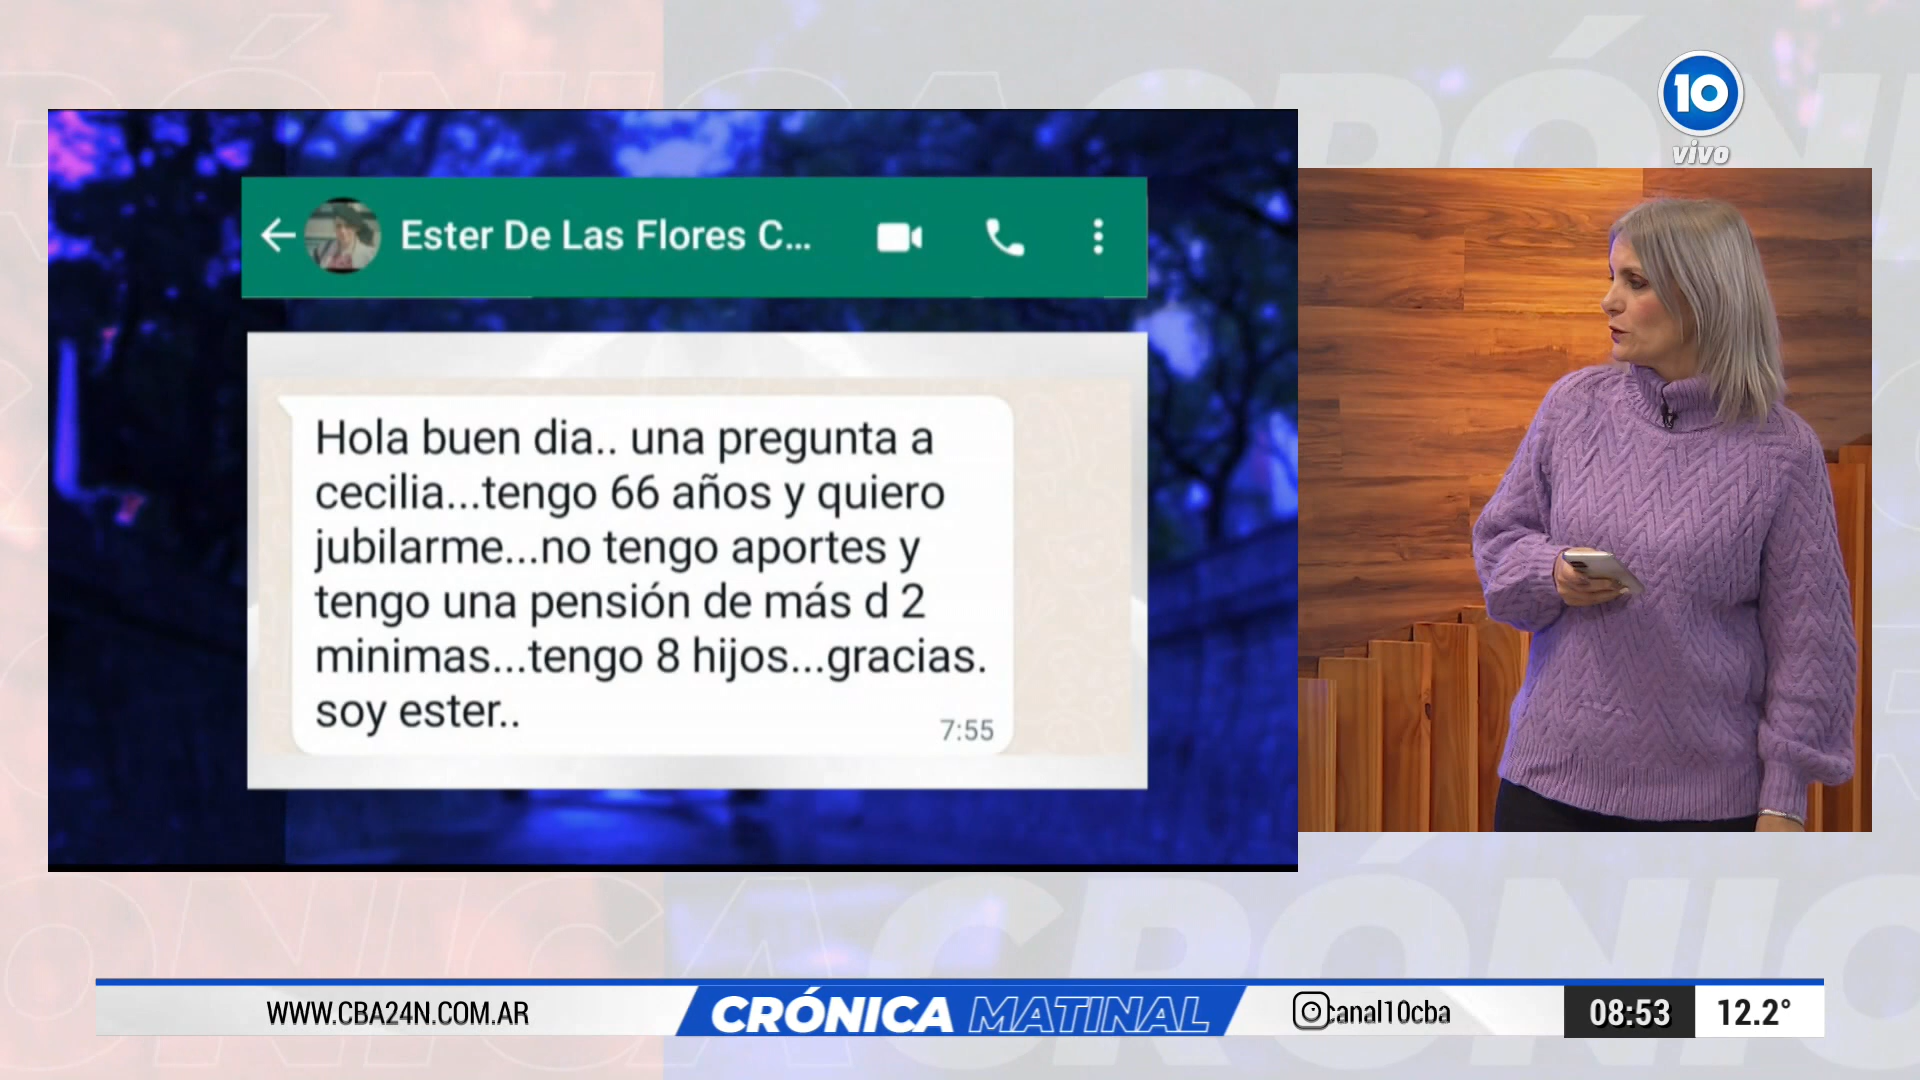 10
vivo
Ester De Las Flores C...
Hola buen dia.. una pregunta a
cecilia...tengo 66 años y quiero
jubilarme...no tengo aportes y
tengo una pensión de más d 2
minimas...tengo 8 hijos...gracias.
soy ester..
7:55
WWW.CBA24N.COM.AR
CRÓNICA MATINAL
canal10cba
08:53
12.2°